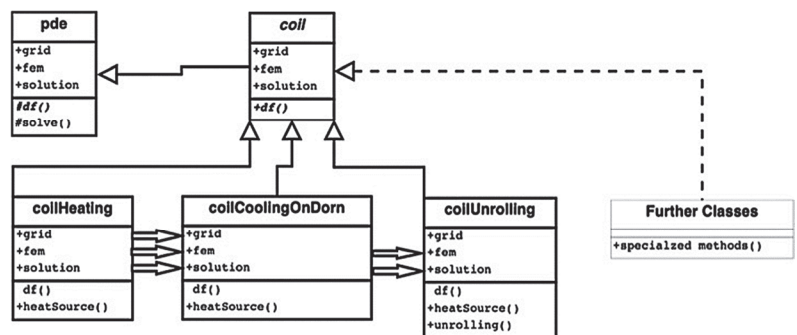 pde
+grid
+fem
+solution
#df()
#solve()
coil
+grid
+fem
+solution
+df()
coilHeating
+grid
+fem
+solution
df()
+heatSource()
coilCoolingOnDorn
+grid
+fem
+solution
df()
+heatSource()
coilUnrolling
+grid
+fem
+solution
df()
+heatSource()
+unrolling()
Further Classes
+specialzed methods()